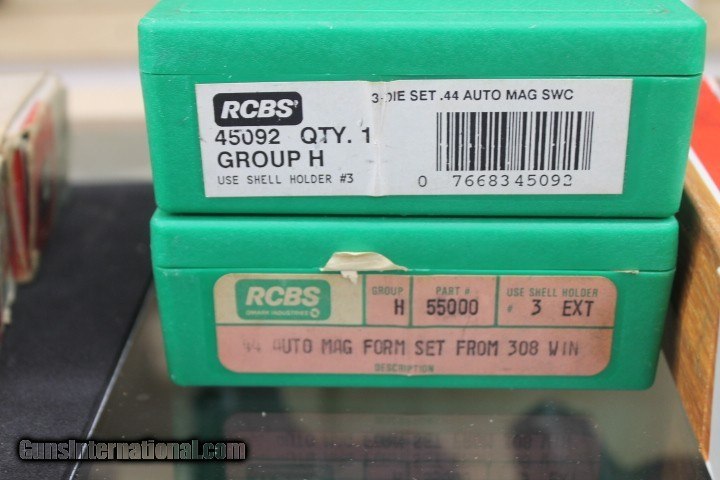 RCBS
3-DIE SET .44 AUTO MAG SWC
45092 QTY. 1
GROUP H
USE SHELL HOLDER #3
0 7668345092
RCBS
OMARK INDUSTRIES
GROUP
H
PART #
55000
USE SHELL HOLDER
# 3 EXT
44 AUTO MAG FORM SET FROM 308 WIN
DESCRIPTION
GunsInternational.com